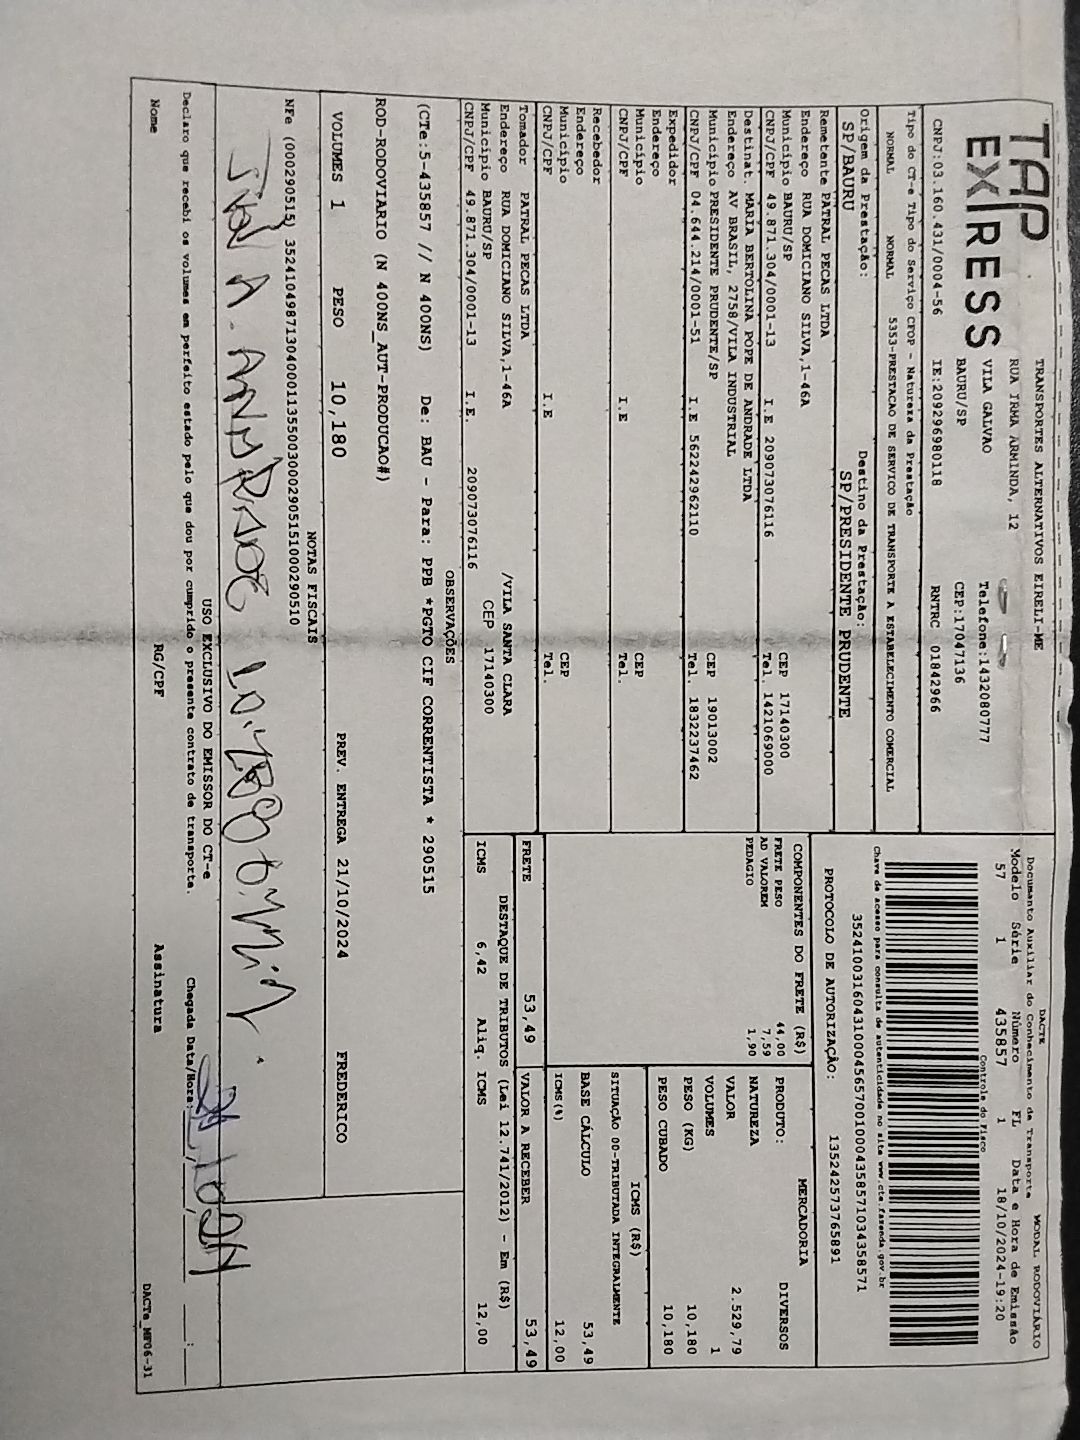 TAP EXPRESS
TRANSPORTES ALTERNATIVOS EIRELI-ME
RUA IRMA ARMINDA, 12
VILA GALVAO Telefone:1432080777
BAURU/SP CEP:17047136
CNPJ:03.160.431/0004-56 IE:209296980118 RNTRC 01842966
DACTE MODAL RODOVIÁRIO
Documento Auxiliar do Conhecimento de Transporte
Modelo Série Número FL Data e Hora de Emissão
57 1 435857 1 18/10/2024-19:20
Controle do Fisco
Chave de acesso para consulta de autenticidade no site www.cte.fazenda.gov.br
35241003160431000456570010004358571034358571
PROTOCOLO DE AUTORIZAÇÃO: 135242573765891
Tipo do CT-e Tipo do Serviço CFOP - Natureza da Prestação
NORMAL NORMAL 5353-PRESTACAO DE SERVICO DE TRANSPORTE A ESTABELECIMENTO COMERCIAL
Origem da Prestação: Destino da Prestação:
SP/BAURU SP/PRESIDENTE PRUDENTE
Remetente PATRAL PECAS LTDA
Endereço RUA DOMICIANO SILVA,1-46A
Município BAURU/SP CEP 17140300
CNPJ/CPF 49.871.304/0001-13 I.E 209073076116 Tel. 1421069000
Destinat. MARIA BERTOLINA POPE DE ANDRADE LTDA
Endereço AV BRASIL, 2758/VILA INDUSTRIAL
Município PRESIDENTE PRUDENTE/SP CEP 19013002
CNPJ/CPF 04.644.214/0001-51 I.E 562242962110 Tel. 1832237462
Expedidor
Endereço
Município CEP
CNPJ/CPF I.E Tel.
Recebedor
Endereço
Município CEP
CNPJ/CPF I.E Tel.
Tomador PATRAL PECAS LTDA
Endereço RUA DOMICIANO SILVA,1-46A /VILA SANTA CLARA
Município BAURU/SP CEP 17140300
CNPJ/CPF 49.871.304/0001-13 I.E. 209073076116
COMPONENTES DO FRETE (R$)
FRETE PESO 44,00
AD VALOREM 7,59
PEDAGIO 1,90
PRODUTO: MERCADORIA
NATUREZA DIVERSOS
VALOR 2.529,79
VOLUMES 1
PESO (KG) 10,180
PESO CUBADO 10,180
ICMS (R$)
SITUAÇÃO 00-TRIBUTADA INTEGRALMENTE
BASE CÁLCULO 53,49
ICMS(%) 12,00
FRETE 53,49 VALOR A RECEBER 53,49
DESTAQUE DE TRIBUTOS (Lei 12.741/2012) - Em (R$)
ICMS 6,42 Aliq. ICMS 12,00
OBSERVAÇÕES
(CTe:5-435857 // N 400NS) De: BAU - Para: PPB *PGTO CIF CORRENTISTA * 290515
ROD-RODOVIARIO (N 400NS_AUT-PRODUCAO#)
VOLUMES 1 PESO 10,180 PREV. ENTREGA 21/10/2024 FREDERICO
NOTAS FISCAIS
NFe (000290515) 35241049871304000113550030002905151000290510
USO EXCLUSIVO DO EMISSOR DO CT-e
Declaro que recebi os volumes em perfeito estado pelo que dou por cumprido o presente contrato de transporte. Chegada Data/Hora: __/__/__ __:__
Nome RG/CPF Assinatura
DACTe_MF06-31